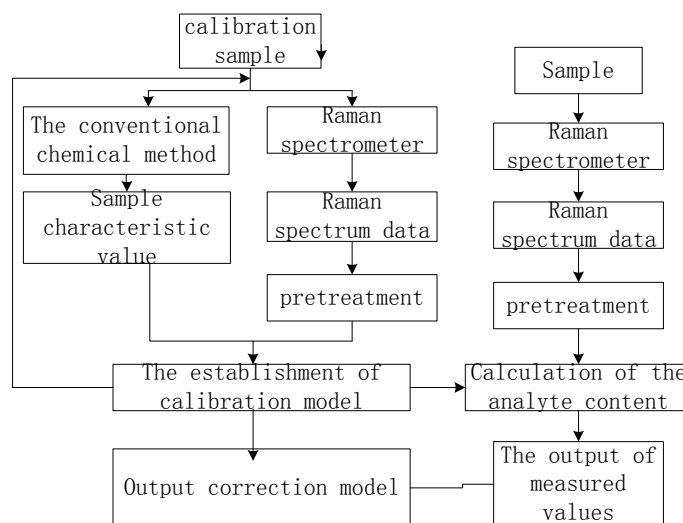 calibration
sample
Sample
The conventional
chemical method
Raman
spectrometer
Raman
spectrometer
Sample
characteristic
value
Raman
spectrum data
Raman
spectrum data
pretreatment
pretreatment
The establishment of
calibration model
Calculation of the
analyte content
Output correction model
The output of
measured
values